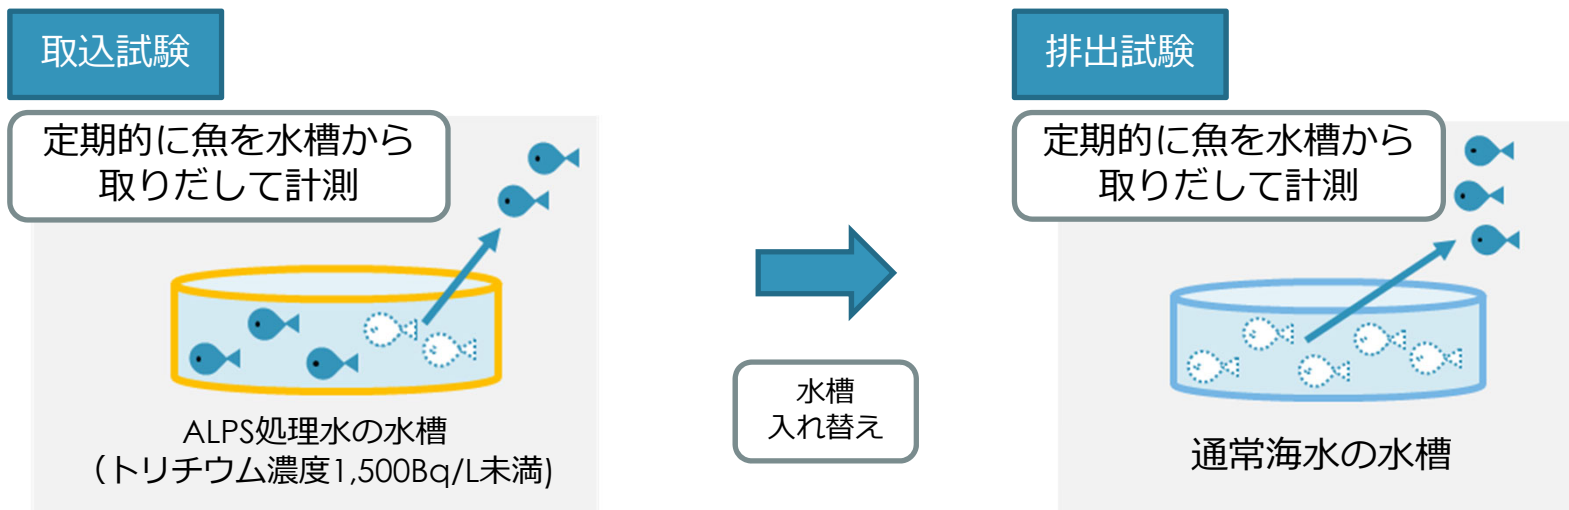 取込試験
定期的に魚を水槽から
取りだして計測
ALPS処理水の水槽
（トリチウム濃度1,500Bq/L未満)
水槽
入れ替え
排出試験
定期的に魚を水槽から
取りだして計測
通常海水の水槽